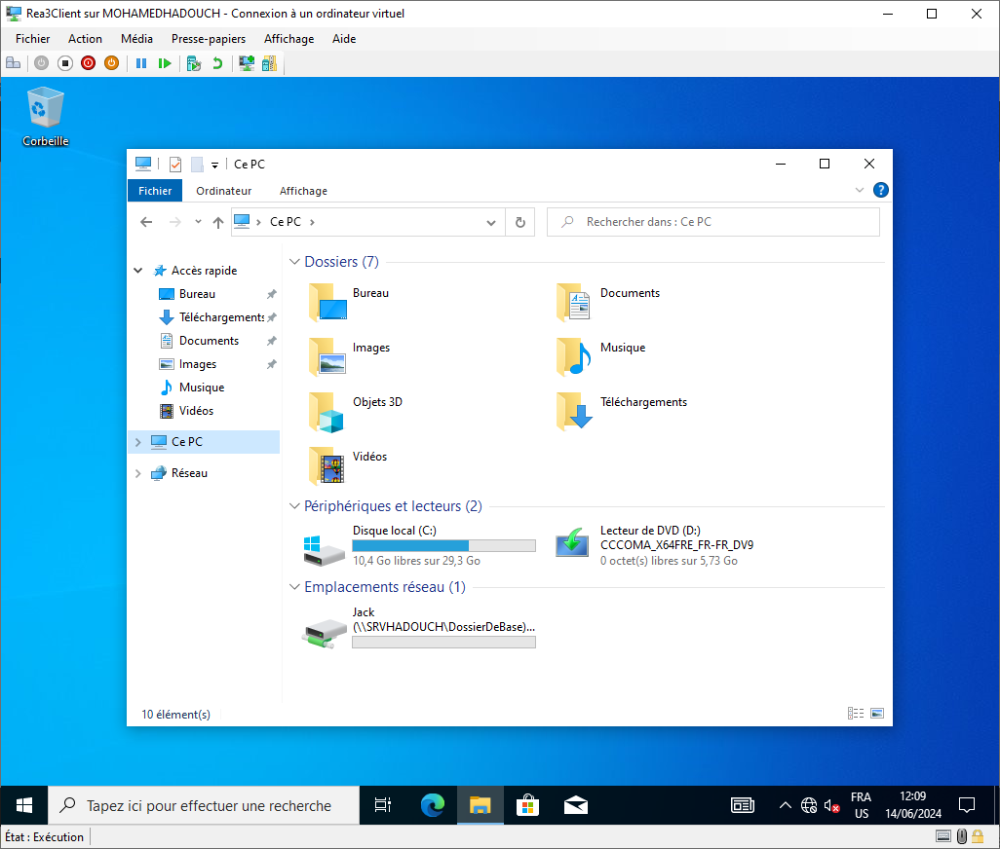 Rea3Client sur MOHAMEDHADOUCH - Connexion à un ordinateur virtuel
Fichier Action Média Presse-papiers Affichage Aide
Corbeille
Ce PC
Fichier Ordinateur Affichage
Ce PC
Rechercher dans : Ce PC
Accès rapide
Bureau
Téléchargements
Documents
Images
Musique
Vidéos
Ce PC
Réseau
Dossiers (7)
Bureau
Documents
Images
Musique
Objets 3D
Téléchargements
Vidéos
Périphériques et lecteurs (2)
Disque local (C:)
10,4 Go libres sur 29,3 Go
Lecteur de DVD (D:)
CCCOMA_X64FRE_FR-FR_DV9
0 octet(s) libres sur 5,73 Go
Emplacements réseau (1)
Jack
(\\SRVHADOUCH\DossierDeBase)...
10 élément(s)
Tapez ici pour effectuer une recherche
FRA
US
12:09
14/06/2024
État : Exécution